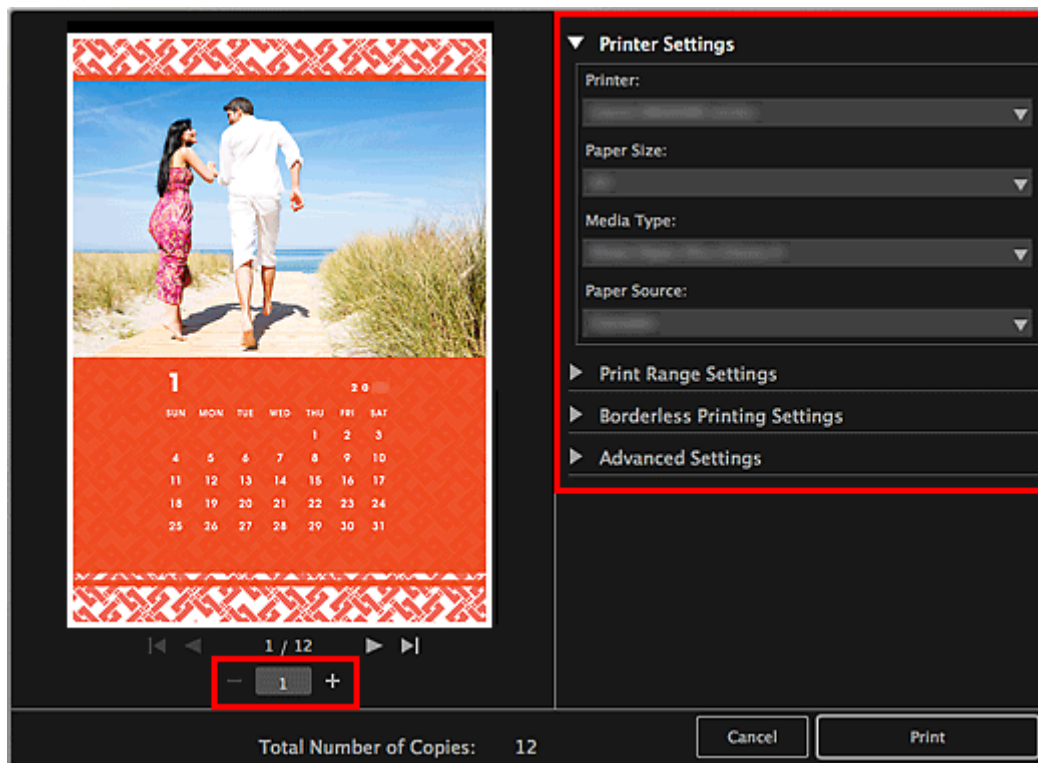 1
20
SUN MON TUE WED THU FRI SAT
1 2 3
4 5 6 7 8 9 10
11 12 13 14 15 16 17
18 19 20 21 22 23 24
25 26 27 28 29 30 31
1 / 12
1
Printer Settings
Printer:
Paper Size:
Media Type:
Paper Source:
Print Range Settings
Borderless Printing Settings
Advanced Settings
Total Number of Copies: 12
Cancel
Print